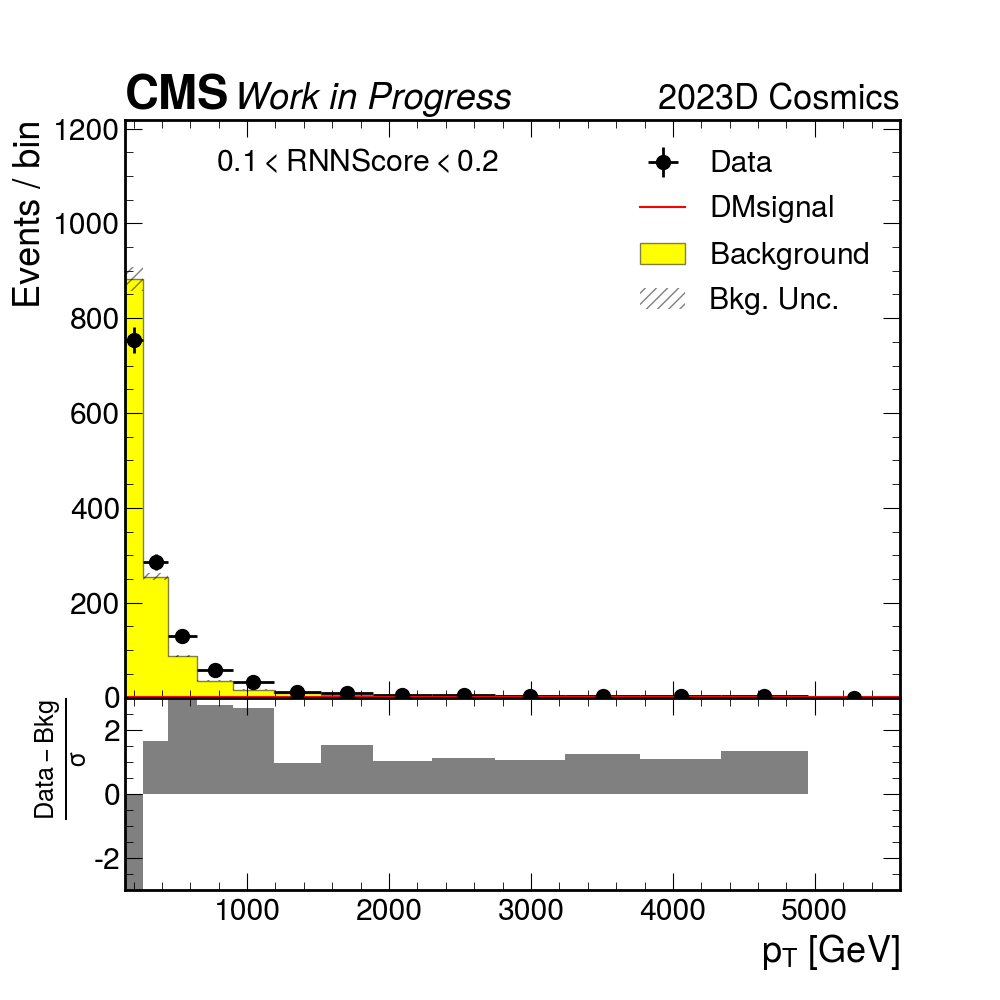 CMS Work in Progress 2023D Cosmics
Events / bin
0.1 < RNNScore < 0.2
Data
DMsignal
Background
Bkg. Unc.
1200
1000
800
600
400
200
0
Data – Bkg
σ
2
0
-2
1000 2000 3000 4000 5000
pT [GeV]